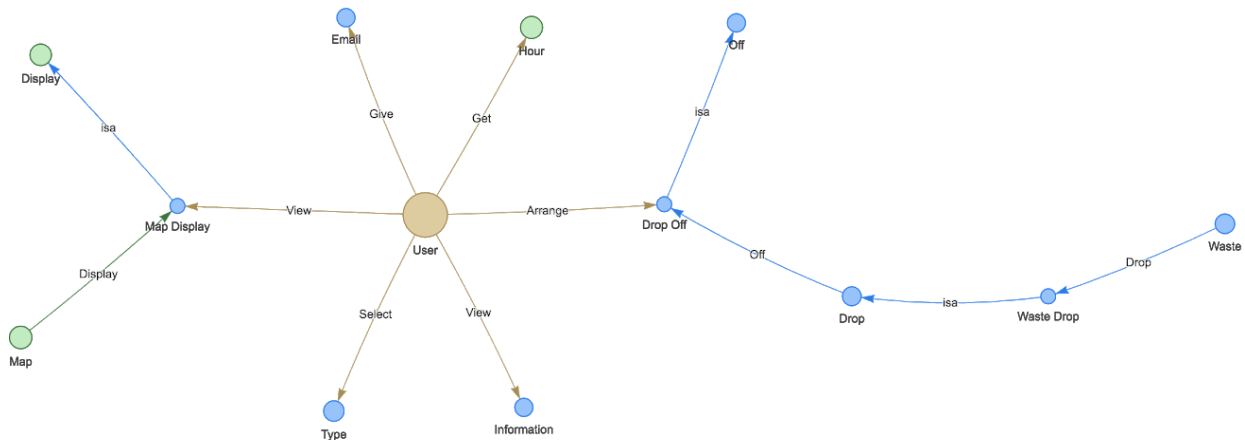 Email
Off
Hour
Display
Give
Get
isa
isa
View
Map Display
Arrange
Drop Off
User
Waste
Display
Off
Drop
Select
View
isa
Drop
Waste Drop
Map
Type
Information